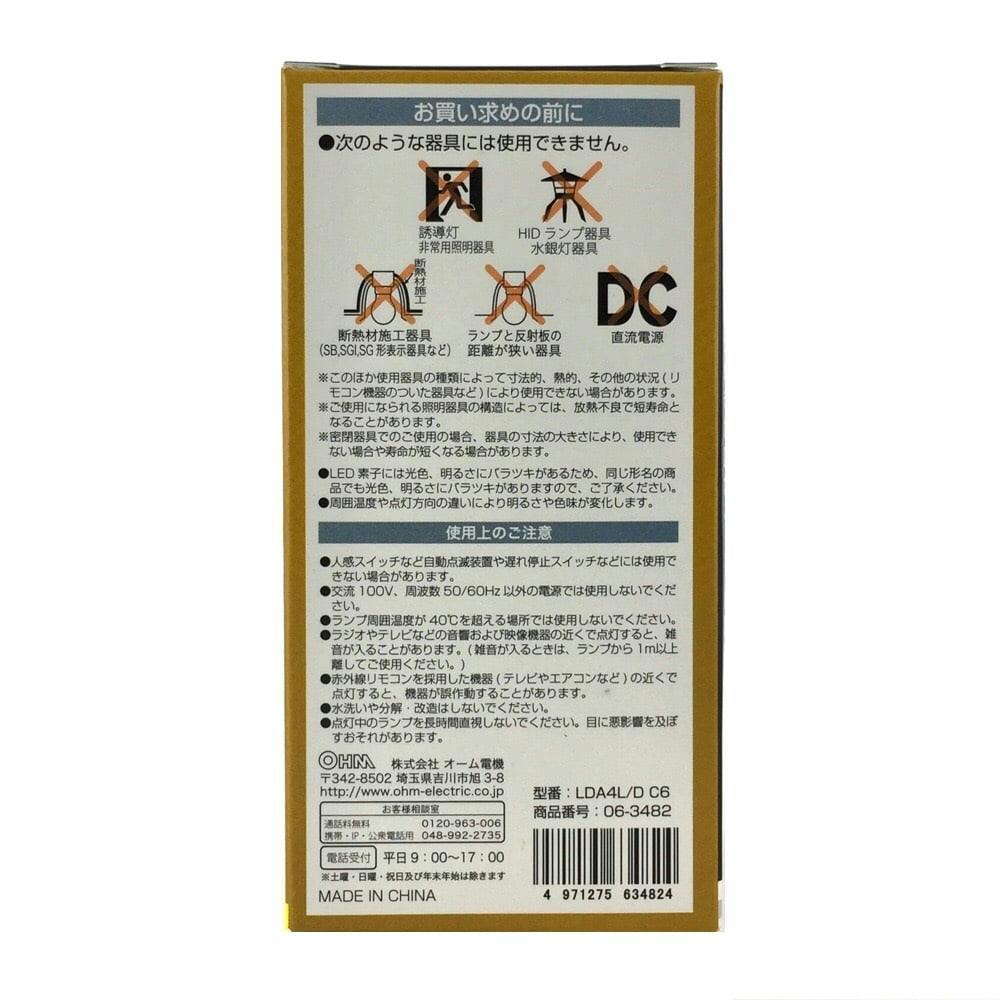 お買い求めの前に
●次のような器具には使用できません。
誘導灯
非常用照明器具
HIDランプ器具
水銀灯器具
断熱材施工
DC
断熱材施工器具
(SB,SGI,SG 形表示器具など)
ランプと反射板の
距離が狭い器具
直流電源
※このほか使用器具の種類によって寸法的、熱的、その他の状況(リ
モコン機器のついた器具など)により使用できない場合があります。
※ご使用になられる照明器具の構造によっては、放熱不良で短寿命と
なることがあります。
※密閉器具でのご使用の場合、器具の寸法の大きさにより、使用でき
ない場合や寿命が短くなる場合があります。
●LED 素子には光色、明るさにバラツキがあるため、同じ形名の商
品でも光色、明るさにバラツキがありますので、ご了承ください。
●周囲温度や点灯方向の違いにより明るさや色味が変化します。
使用上のご注意
●人感スイッチなど自動点滅装置や遅れ停止スイッチなどには使用で
きない場合があります。
●交流 100V、周波数 50/60Hz 以外の電源では使用しないでくだ
さい。
●ランプ周囲温度が 40℃を超える場所では使用しないでください。
●ラジオやテレビなどの音響および映像機器の近くで点灯すると、雑
音が入ることがあります。(雑音が入るときは、ランプから 1m以上
離してご使用ください。)
●赤外線リモコンを採用した機器(テレビやエアコンなど)の近くで
点灯すると、機器が誤作動することがあります。
●水洗いや分解・改造はしないでください。
●点灯中のランプを長時間直視しないでください。目に悪影響を及ぼ
すおそれがあります。
OHM 株式会社 オーム電機
〒342-8502 埼玉県吉川市旭 3-8
http://www.ohm-electric.co.jp
お客様相談室
通話料無料 0120-963-006
携帯・IP・公衆電話用 048-992-2735
電話受付 平日9:00～17:00
※土曜・日曜・祝日及び年末年始は除きます
MADE IN CHINA
型番:LDA4L/D C6
商品番号:06-3482
4 971275 634824